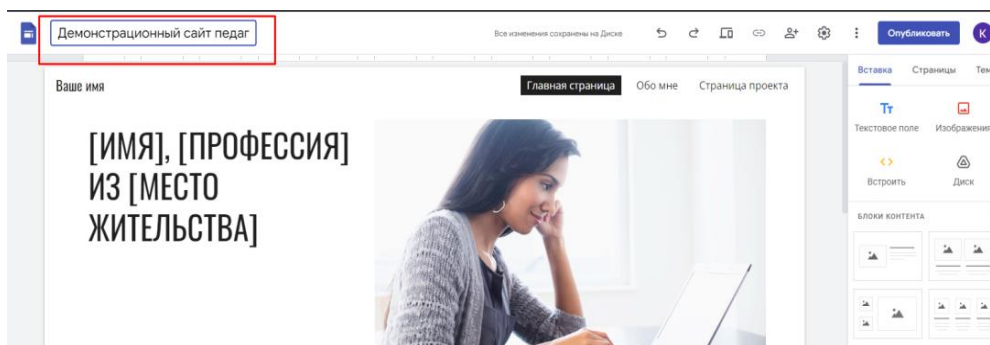 Демонстрационный сайт педаг
Все изменения сохранены на Диске
Опубликовать
К
Вставка Страницы Тем
Ваше имя
Главная страница Обо мне Страница проекта
[ИМЯ], [ПРОФЕССИЯ]
ИЗ [МЕСТО
ЖИТЕЛЬСТВА]
Тт
Текстовое поле Изображения
Встроить Диск
БЛОКИ КОНТЕНТА